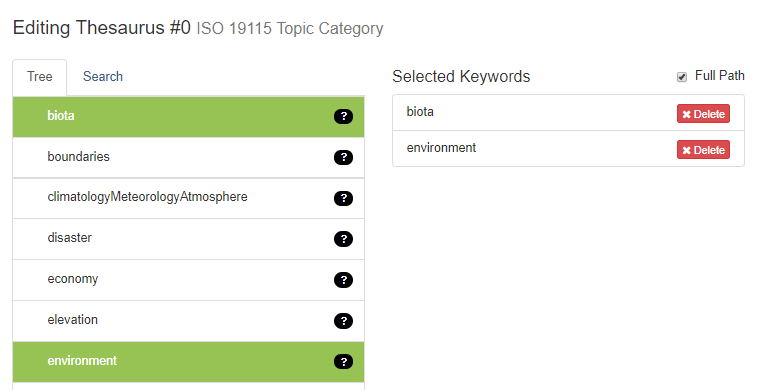 Editing Thesaurus #0 ISO 19115 Topic Category
Tree Search
biota ?
boundaries ?
climatologyMeteorologyAtmosphere ?
disaster ?
economy ?
elevation ?
environment ?
Selected Keywords Full Path
biota ✖ Delete
environment ✖ Delete